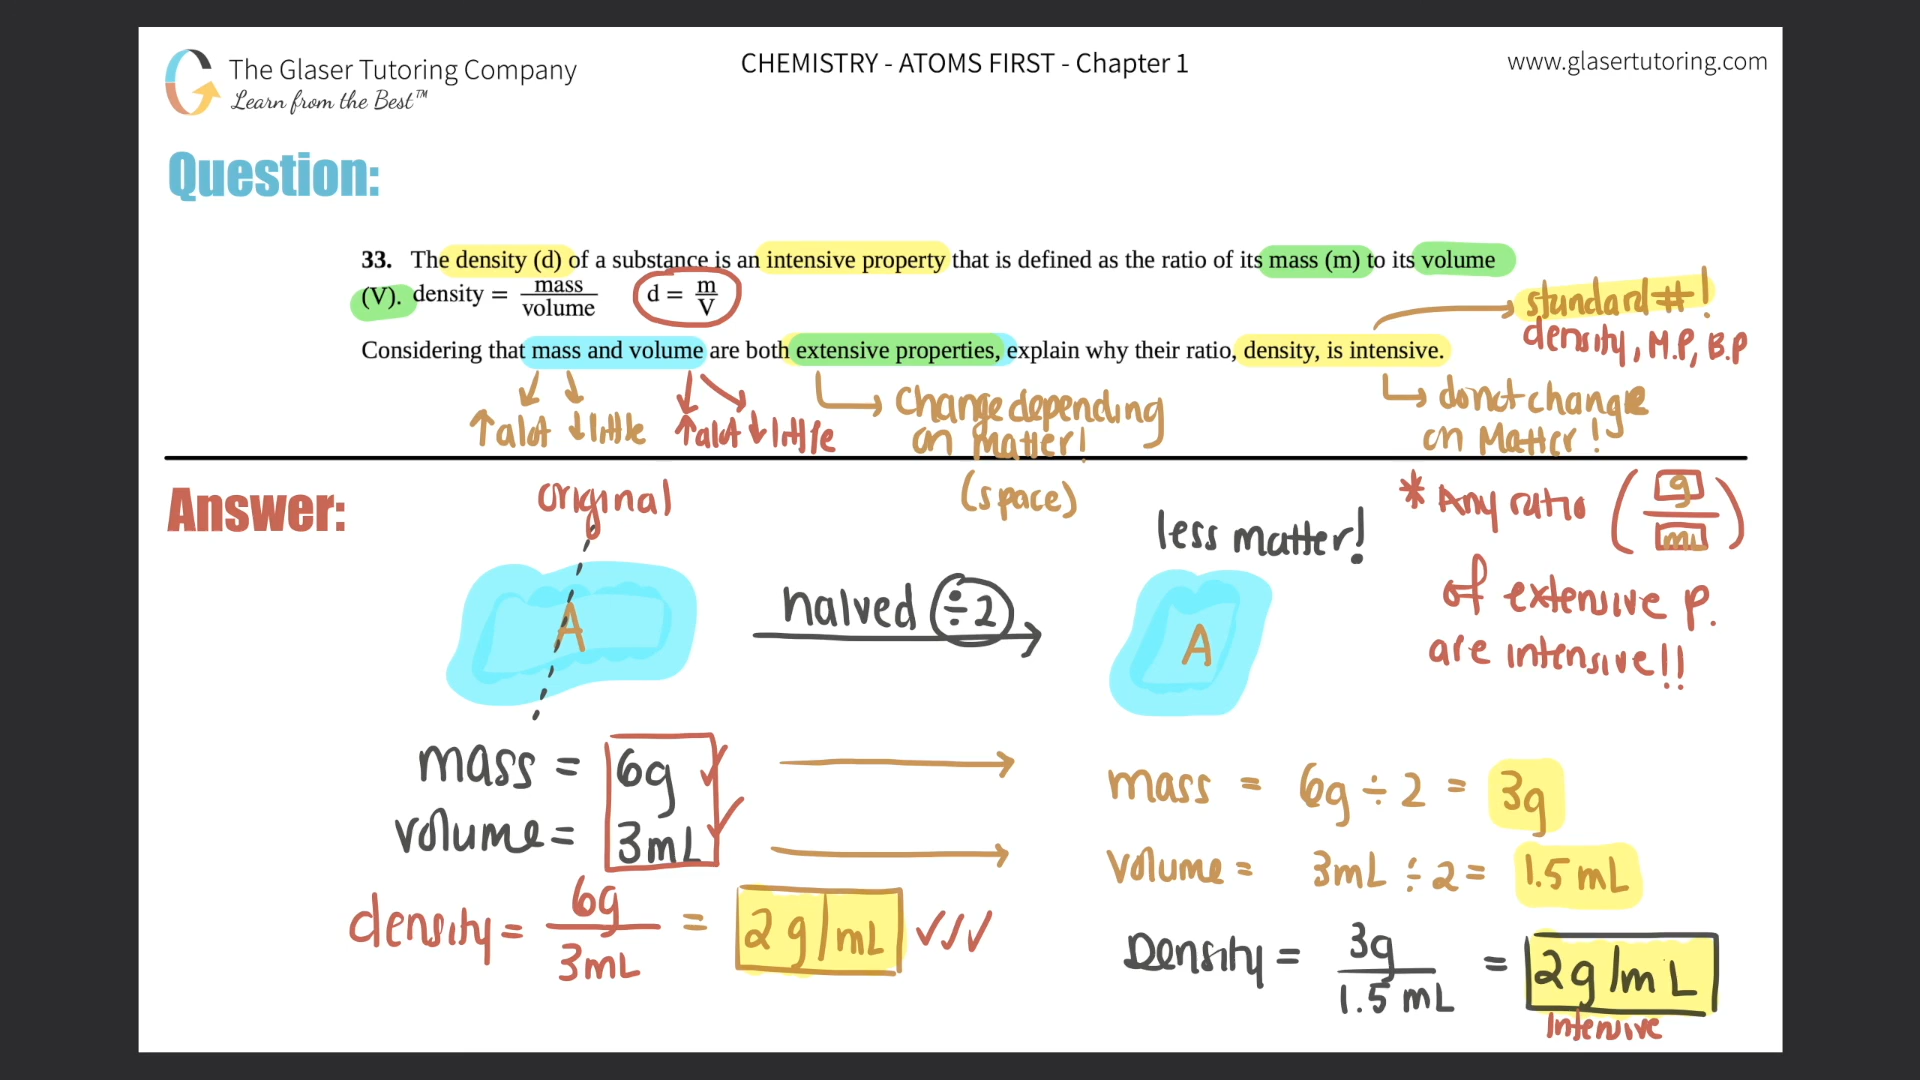 The Glaser Tutoring Company
Learn from the Best™
CHEMISTRY - ATOMS FIRST - Chapter 1
www.glasertutoring.com
Question:
33. The density (d) of a substance is an intensive property that is defined as the ratio of its mass (m) to its volume
(V). density = mass/volume d = m/V
standard #!
density, M.P, B.P
Considering that mass and volume are both extensive properties, explain why their ratio, density, is intensive.
↑ alot ↓ little ↑ alot ↓ little
Change depending
on matter!
(space)
do not change
on Matter!
Answer:
original
A
halved ÷2
less matter!
A
* Any ratio (g/mL)
of extensive p.
are intensive!!
mass = 6g
volume = 3mL
density = 6g/3mL = 2 g/mL
mass = 6g ÷ 2 = 3g
volume = 3mL ÷ 2 = 1.5 mL
Density = 3g/1.5 mL = 2g/mL
Intensive